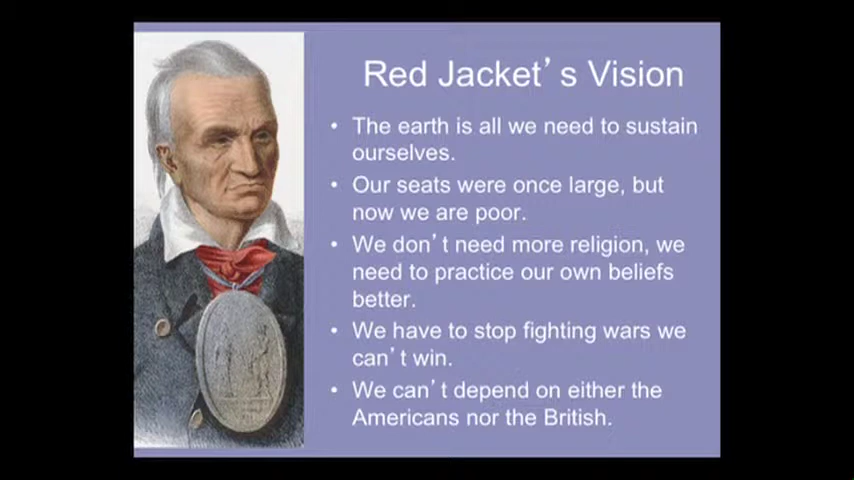 Red Jacket’s Vision
• The earth is all we need to sustain
ourselves.
• Our seats were once large, but
now we are poor.
• We don’t need more religion, we
need to practice our own beliefs
better.
• We have to stop fighting wars we
can’t win.
• We can’t depend on either the
Americans nor the British.